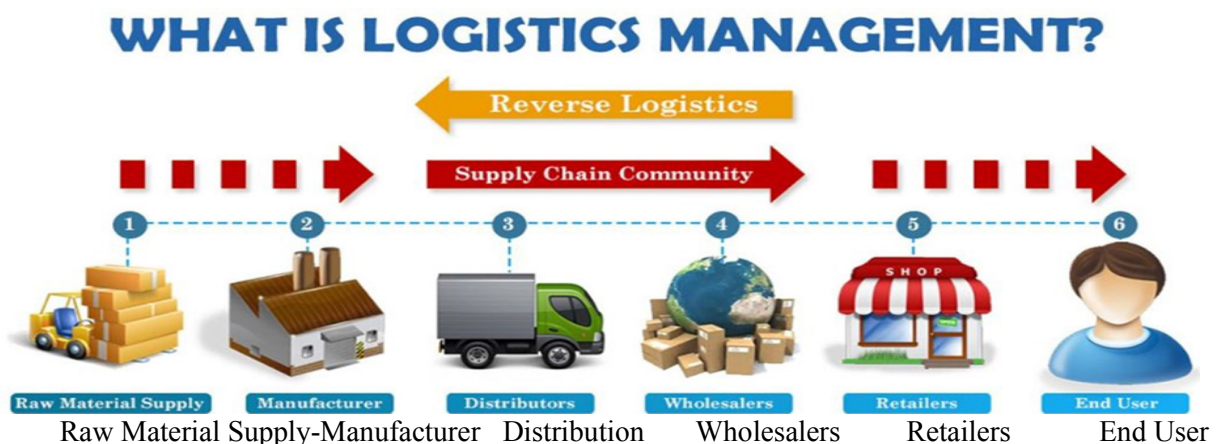 WHAT IS LOGISTICS MANAGEMENT?
Reverse Logistics
Supply Chain Community
1 2 3 4 5 6
SHOP
OPEN
Raw Material Supply Manufacturer Distributors Wholesalers Retailers End User
Raw Material Supply-Manufacturer Distribution Wholesalers Retailers End User